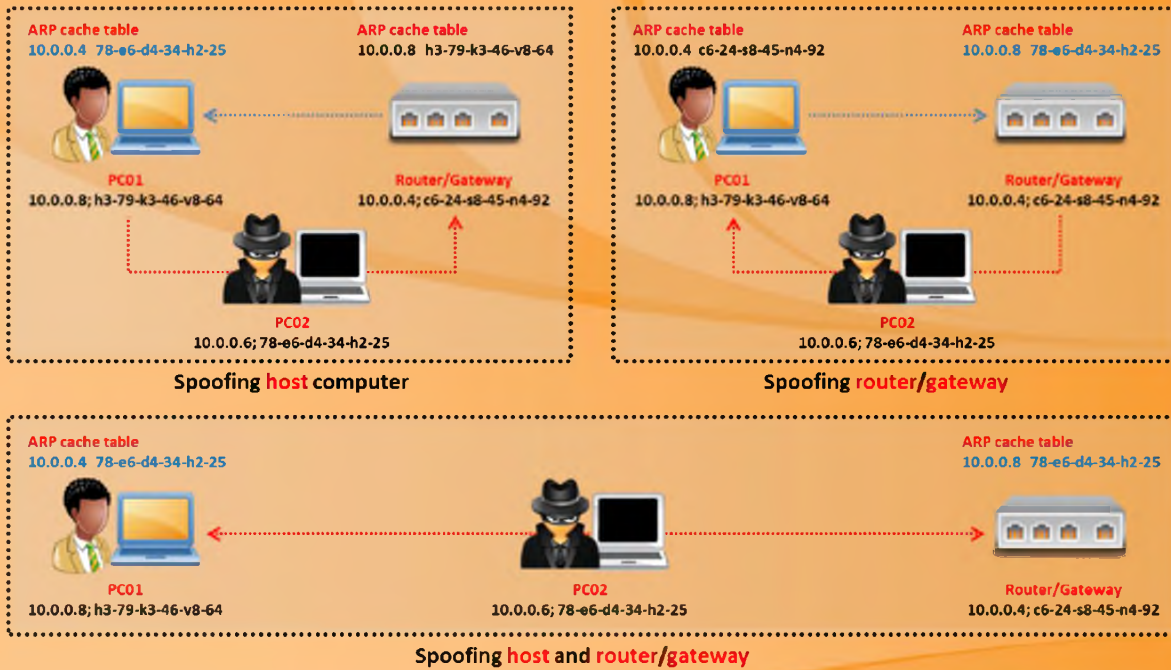 ARP cache table
10.0.0.4 78-e6-d4-34-h2-25
ARP cache table
10.0.0.8 h3-79-k3-46-v8-64
PC01
10.0.0.8; h3-79-k3-46-v8-64
Router/Gateway
10.0.0.4; c6-24-s8-45-n4-92
PC02
10.0.0.6; 78-e6-d4-34-h2-25
Spoofing host computer
ARP cache table
10.0.0.4 c6-24-s8-45-n4-92
ARP cache table
10.0.0.8 78-e6-d4-34-h2-25
PC01
10.0.0.8; h3-79-k3-46-v8-64
Router/Gateway
10.0.0.4; c6-24-s8-45-n4-92
PC02
10.0.0.6; 78-e6-d4-34-h2-25
Spoofing router/gateway
ARP cache table
10.0.0.4 78-e6-d4-34-h2-25
ARP cache table
10.0.0.8 78-e6-d4-34-h2-25
PC01
10.0.0.8; h3-79-k3-46-v8-64
PC02
10.0.0.6; 78-e6-d4-34-h2-25
Router/Gateway
10.0.0.4; c6-24-s8-45-n4-92
Spoofing host and router/gateway